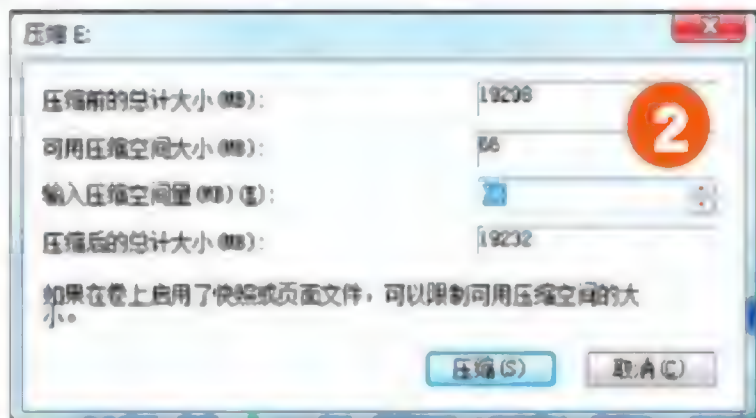 压缩 E:
压缩前的总计大小(MB): 19298
2
可用压缩空间大小(MB): 66
输入压缩空间量(MB)(E):
压缩后的总计大小(MB): 19232
如果在卷上启用了快照或页面文件，可以限制可用压缩空间的大
小。
压缩(S) 取消(C)